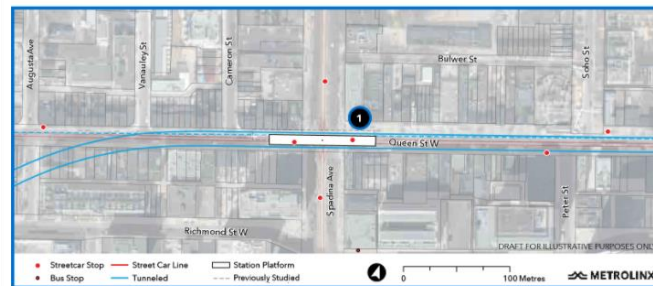 Augusta Ave
Vanauley St
Cameron St
Bulwer St
Soho St
1
Queen St W
Spadina Ave
Peter St
Richmond St W
DRAFT FOR ILLUSTRATIVE PURPOSES ONLY
Streetcar Stop
Street Car Line
Station Platform
Bus Stop
Tunneled
Previously Studied
0
100 Metres
METROLINX